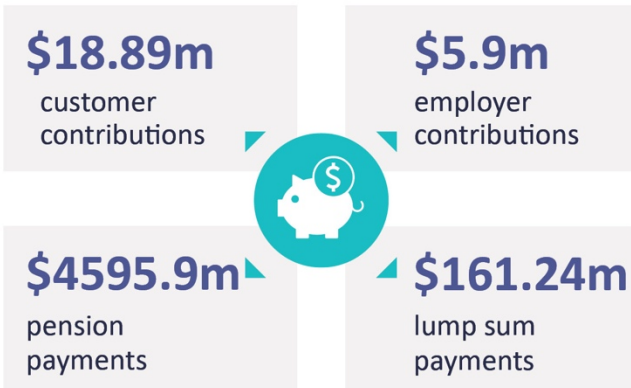 $18.89m
customer
contributions
$5.9m
employer
contributions
$
$4595.9m
pension
payments
$161.24m
lump sum
payments